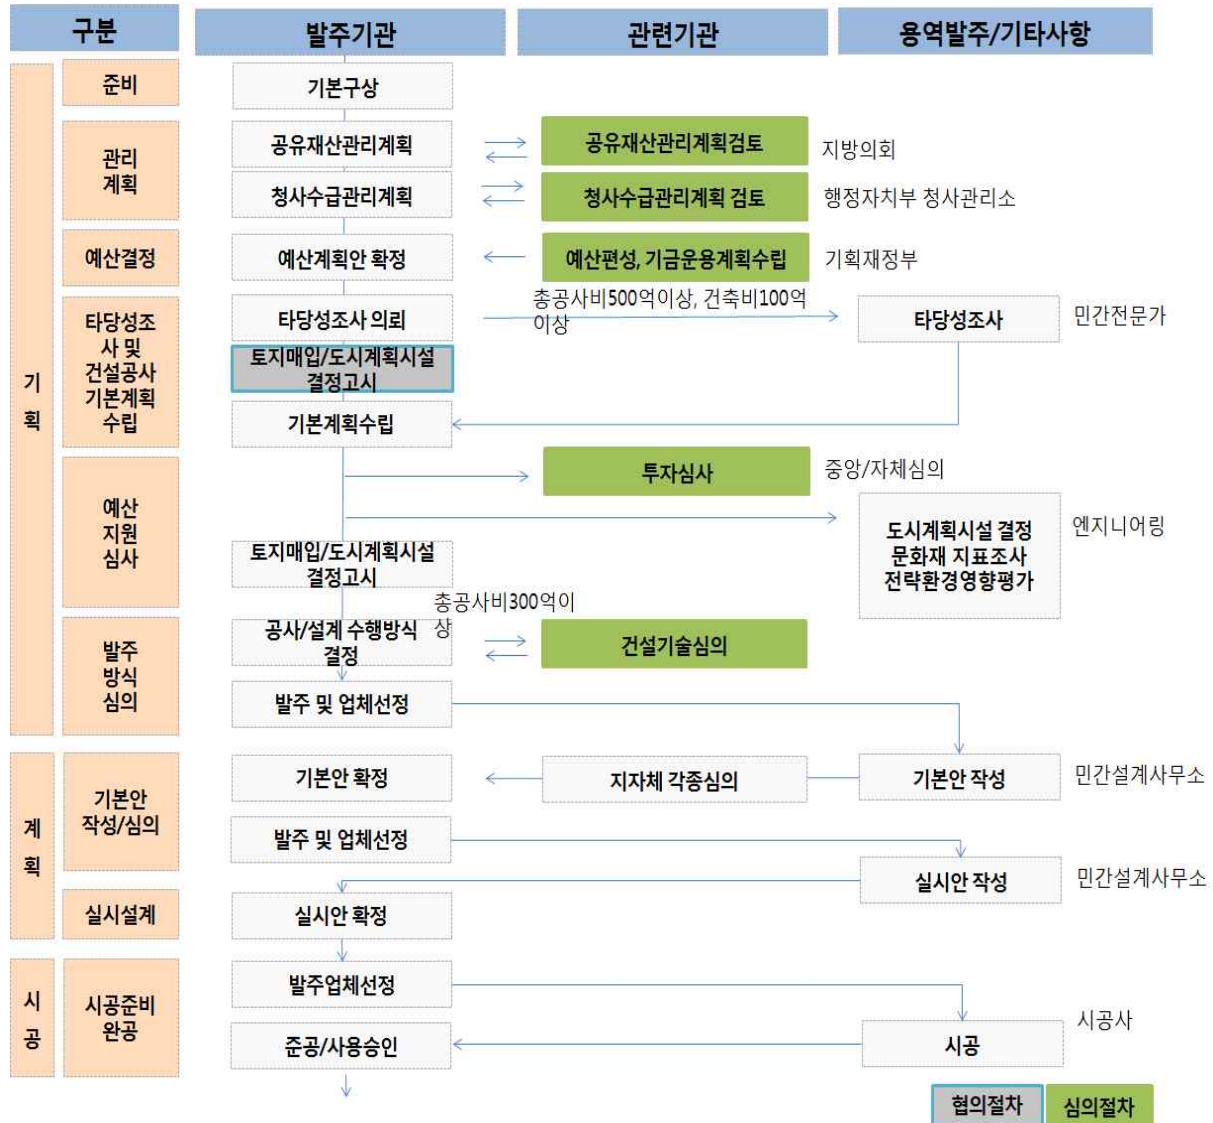 구분
발주기관
관련기관
용역발주/기타사항
기
획
준비
기본구상
관리
계획
공유재산관리계획
공유재산관리계획검토
지방의회
청사수급관리계획
청사수급관리계획 검토
행정자치부 청사관리소
예산결정
예산계획안 확정
예산편성, 기금운용계획수립
기획재정부
타당성조
사 및
건설공사
기본계획
수립
타당성조사 의뢰
총공사비500억이상, 건축비100억
이상
타당성조사
민간전문가
토지매입/도시계획시설
결정고시
기본계획수립
예산
지원
심사
투자심사
중앙/자체심의
도시계획시설 결정
문화재 지표조사
전략환경영향평가
엔지니어링
토지매입/도시계획시설
결정고시
발주
방식
심의
총공사비300억이
상
공사/설계 수행방식
결정
건설기술심의
발주 및 업체선정
계
획
기본안
작성/심의
기본안 확정
지자체 각종심의
기본안 작성
민간설계사무소
발주 및 업체선정
실시안 작성
민간설계사무소
실시설계
실시안 확정
시
공
시공준비
완공
발주업체선정
시공사
준공/사용승인
시공
협의절차
심의절차